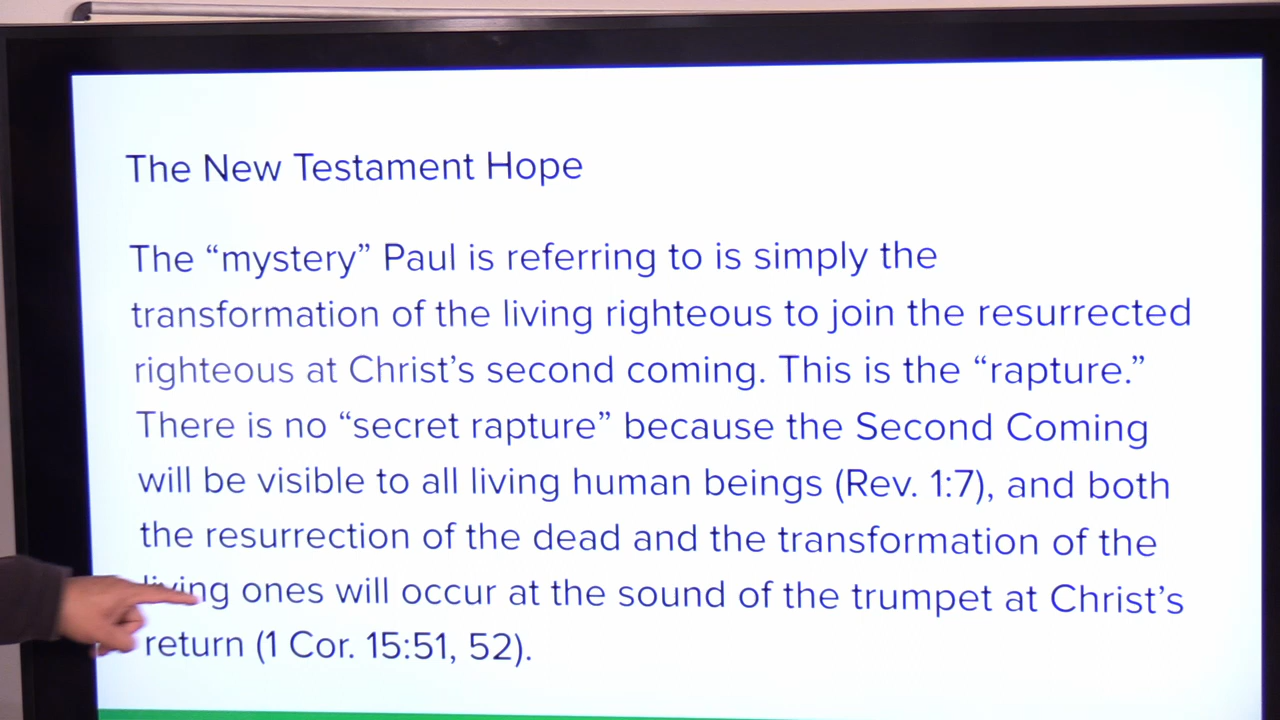 The New Testament Hope
The “mystery” Paul is referring to is simply the
transformation of the living righteous to join the resurrected
righteous at Christ’s second coming. This is the “rapture.”
There is no “secret rapture” because the Second Coming
will be visible to all living human beings (Rev. 1:7), and both
the resurrection of the dead and the transformation of the
living ones will occur at the sound of the trumpet at Christ’s
return (1 Cor. 15:51, 52).